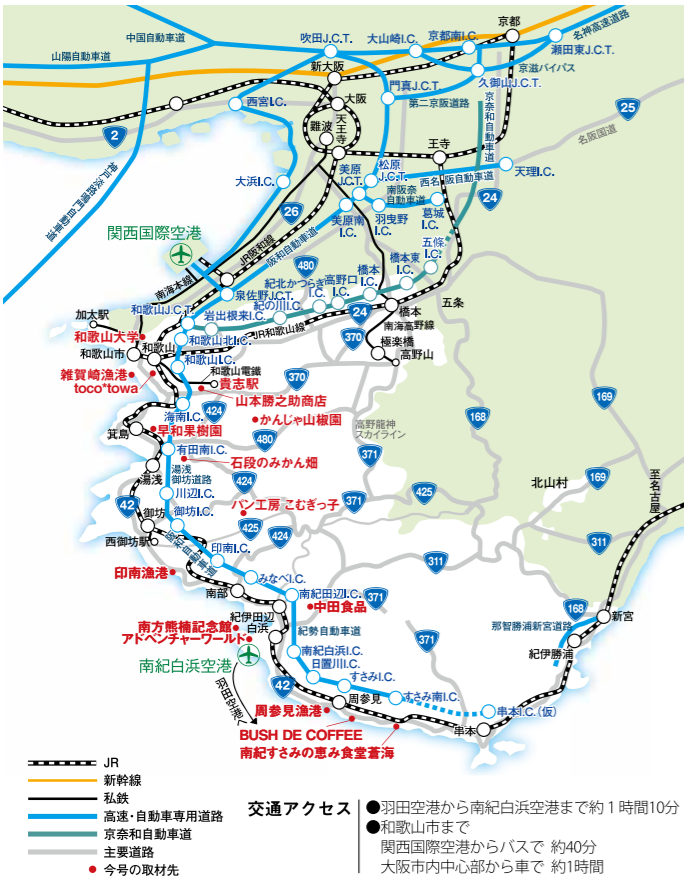 京都
名神高速道路
中国自動車道
吹田J.C.T.
大山崎J.C.T.
京都南I.C.
瀬田東J.C.T.
山陽自動車道
新大阪
門真J.C.T.
久御山J.C.T.
京滋バイパス
西宮I.C.
大阪
第二京阪道路
京奈和自動車道
25
2
難波
天王寺
名阪国道
王寺
松原J.C.T.
美原J.C.T.
西名阪自動車道
天理I.C.
大浜I.C.
南阪奈自動車道
24
神戸淡路鳴門自動車道
26
美原南I.C.
羽曳野I.C.
葛城I.C.
関西国際空港
JR阪和線
阪和自動車道
五條I.C.
480
橋本東I.C.
橋本I.C.
高野口I.C.
紀北かつらぎI.C.
南海本線
泉佐野J.C.T.
紀の川I.C.
24
五条
和歌山J.C.T.
岩出根来I.C.
橋本
加太駅
JR和歌山線
南海高野線
和歌山大学
和歌山北I.C.
370
極楽橋
和歌山市
和歌山
和歌山I.C.
高野山
雑賀崎漁港
toco*towa
和歌山電鐵
貴志駅
370
山本勝之助商店
169
海南I.C.
424
かんじゃ山椒園
168
箕島
早和果樹園
480
高野龍神スカイライン
有田南I.C.
371
石段のみかん畑
湯浅
湯浅御坊道路
424
169
北山村
至名古屋
川辺I.C.
425
42
パン工房 こむぎっ子
371
御坊
御坊I.C.
425
424
西御坊駅
阪和自動車道
311
印南I.C.
311
印南漁港
みなべI.C.
南部
南紀田辺I.C.
371
168
中田食品
新宮
紀伊田辺
南方熊楠記念館
白浜
紀勢自動車道
371
那智勝浦新宮道路
アドベンチャーワールド
紀伊勝浦
南紀白浜空港
南紀白浜I.C.
日置川I.C.
すさみI.C.
羽田空港へ
42
すさみ南I.C.
周参見
串本I.C.(仮)
周参見漁港
BUSH DE COFFEE
串本
南紀すさみの恵み食堂蒼海
JR
新幹線
私鉄
高速・自動車専用道路
京奈和自動車道
主要道路
今号の取材先
交通アクセス
●羽田空港から南紀白浜空港まで約1時間10分
●和歌山市まで
関西国際空港からバスで 約40分
大阪市内中心部から車で 約1時間